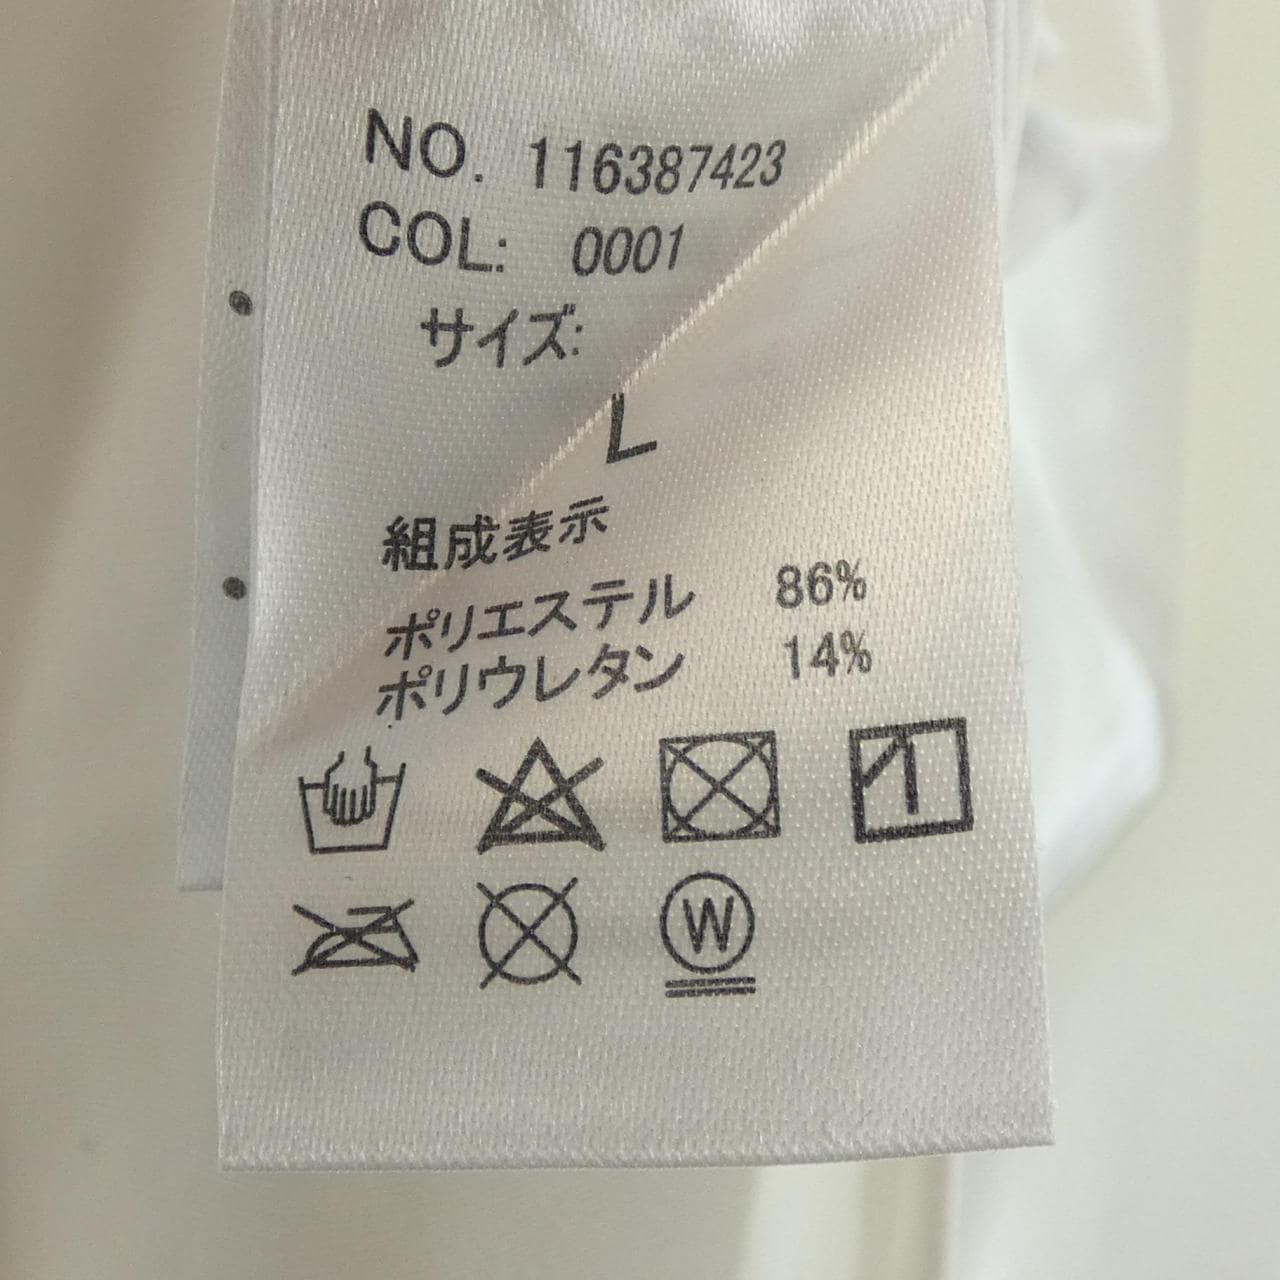 NO. 116387423
COL: 0001
サイズ:
L
組成表示
ポリエステル 86%
ポリウレタン 14%
W